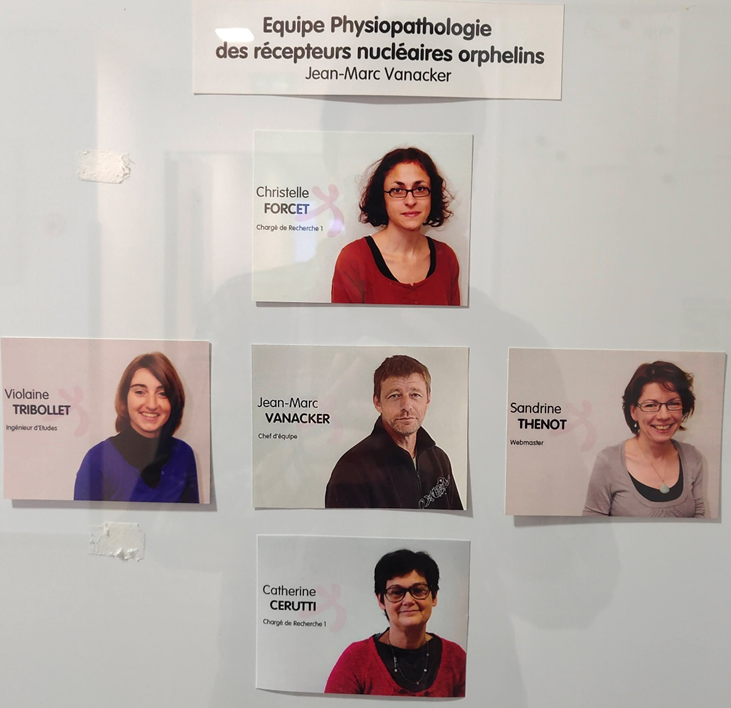 Equipe Physiopathologie
des récepteurs nucléaires orphelins
Jean-Marc Vanacker
Christelle
FORCET
Chargé de Recherche 1
Violaine
TRIBOLLET
Ingénieur d'Etudes
Jean-Marc
VANACKER
Chef d'équipe
Sandrine
THENOT
Webmaster
Catherine
CERUTTI
Chargé de Recherche 1